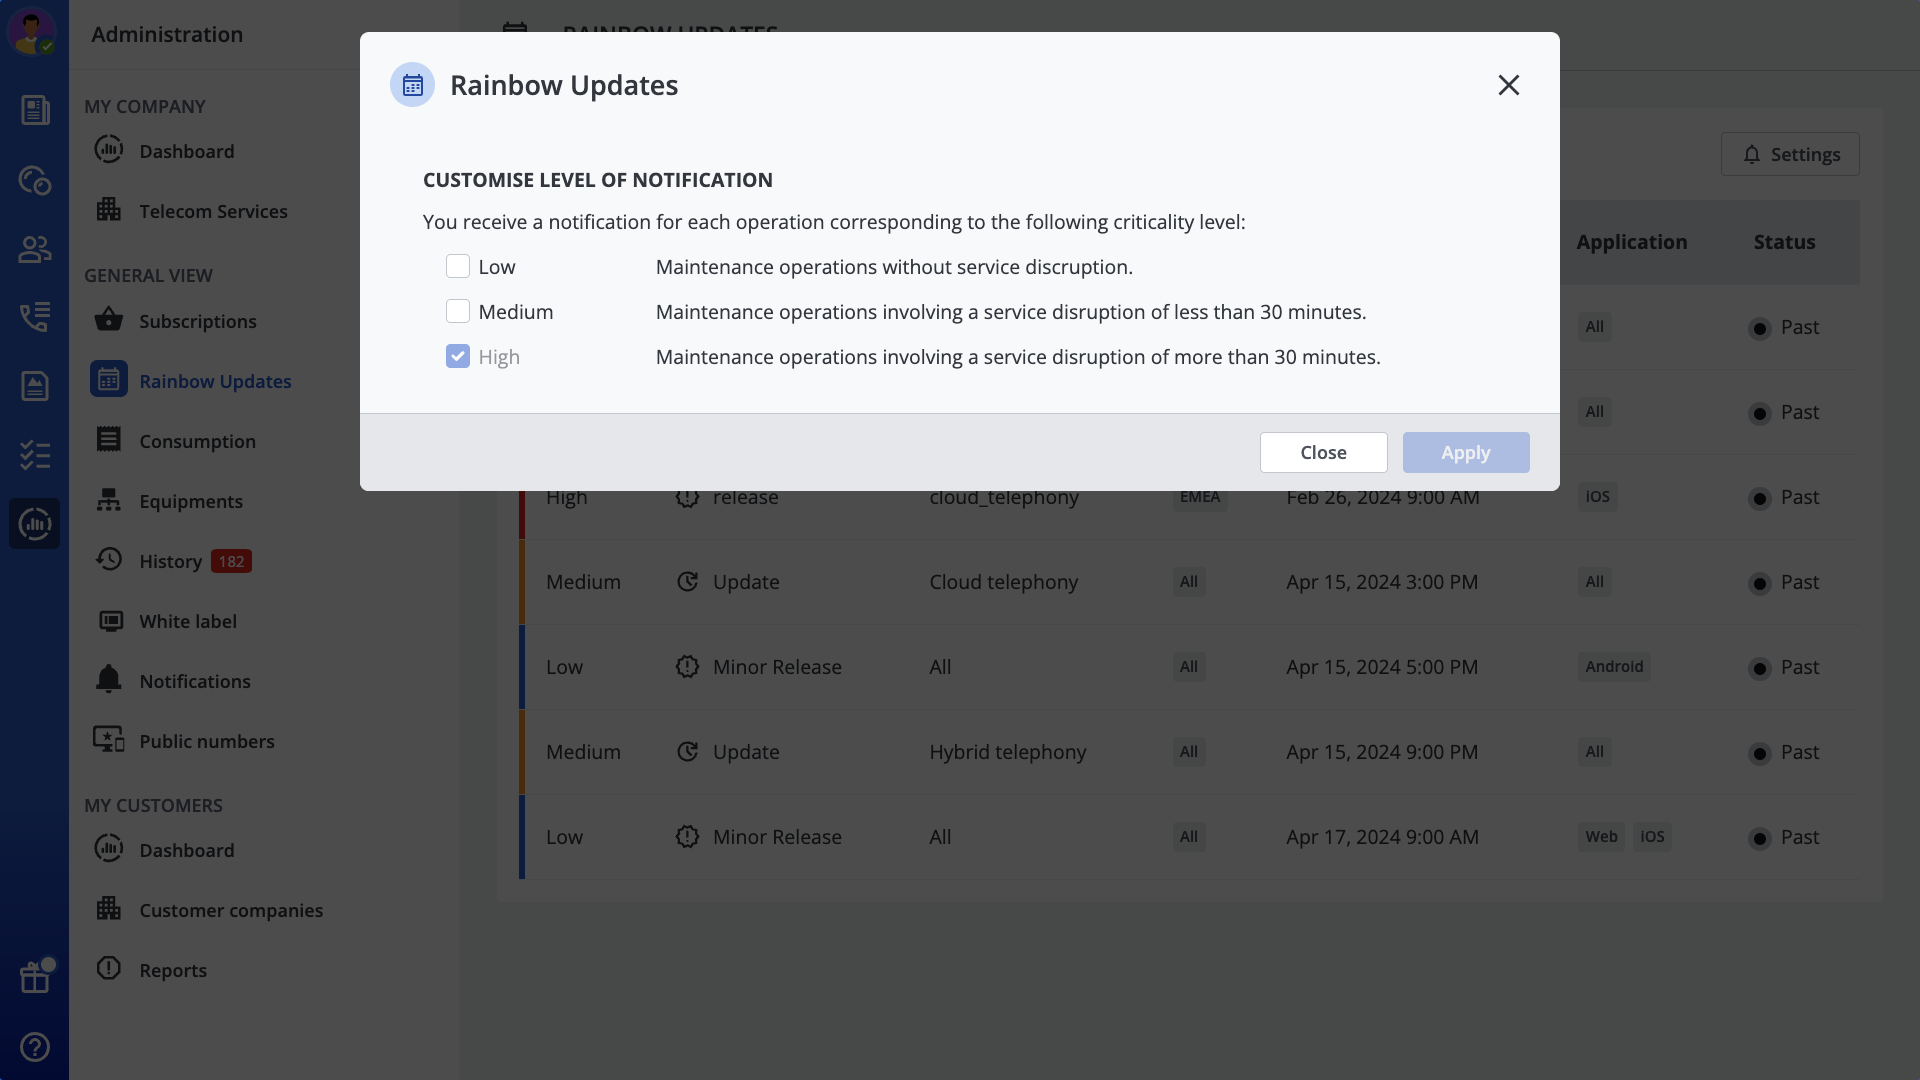 Administration
RAINBOW UPDATES
MY COMPANY
Dashboard
Telecom Services
GENERAL VIEW
Subscriptions
Rainbow Updates
Consumption
Equipments
History 182
White label
Notifications
Public numbers
MY CUSTOMERS
Dashboard
Customer companies
Reports
Rainbow Updates
CUSTOMISE LEVEL OF NOTIFICATION
You receive a notification for each operation corresponding to the following criticality level:
Low Maintenance operations without service discruption.
Medium Maintenance operations involving a service disruption of less than 30 minutes.
High Maintenance operations involving a service disruption of more than 30 minutes.
Close Apply
Settings
Application Status
All Past
All Past
High release cloud_telephony EMEA Feb 26, 2024 9:00 AM iOS Past
Medium Update Cloud telephony All Apr 15, 2024 3:00 PM All Past
Low Minor Release All All Apr 15, 2024 5:00 PM Android Past
Medium Update Hybrid telephony All Apr 15, 2024 9:00 PM All Past
Low Minor Release All All Apr 17, 2024 9:00 AM Web iOS Past